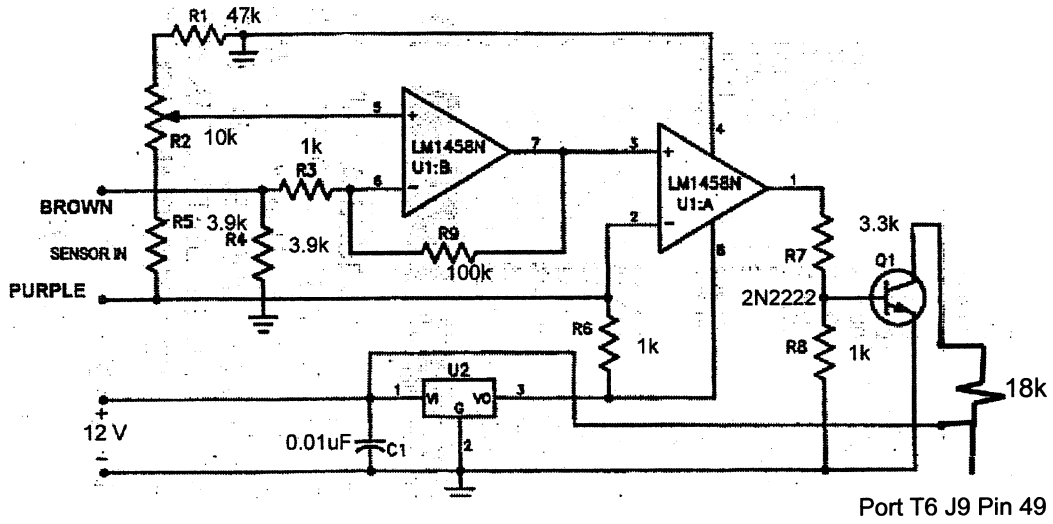 R1 47k
R2 10k
5
+
LM1458N
U1:B
7
3
+
4
LM1458N
U1:A
1
1k
R3
6
-
2
-
BROWN
R5 3.9k
R4 3.9k
SENSOR IN
PURPLE
R9
100k
R7 3.3k
Q1
2N2222
R6 1k
R8 1k
18k
U2
1 VI VO 3
G
2
+
12 V
-
0.01uF C1
Port T6 J9 Pin 49